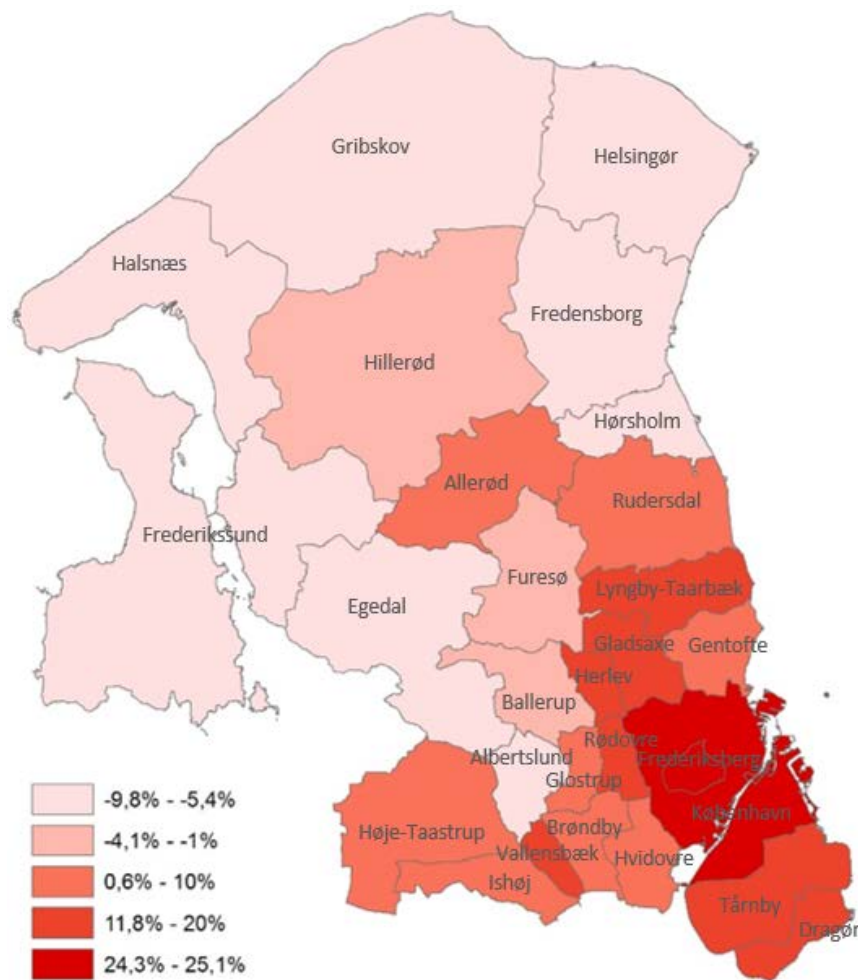 Gribskov
Helsingør
Halsnæs
Fredensborg
Hillerød
Hørsholm
Allerød
Rudersdal
Frederikssund
Furesø
Lyngby-Taarbæk
Egedal
Gladsaxe
Gentofte
Herlev
Ballerup
Rødovre
Albertslund
Frederiksberg
Glostrup
København
Høje-Taastrup
Brøndby
Vallensbæk
Hvidovre
Ishøj
Tårnby
Dragør
-9,8% - -5,4%
-4,1% - -1%
0,6% - 10%
11,8% - 20%
24,3% - 25,1%